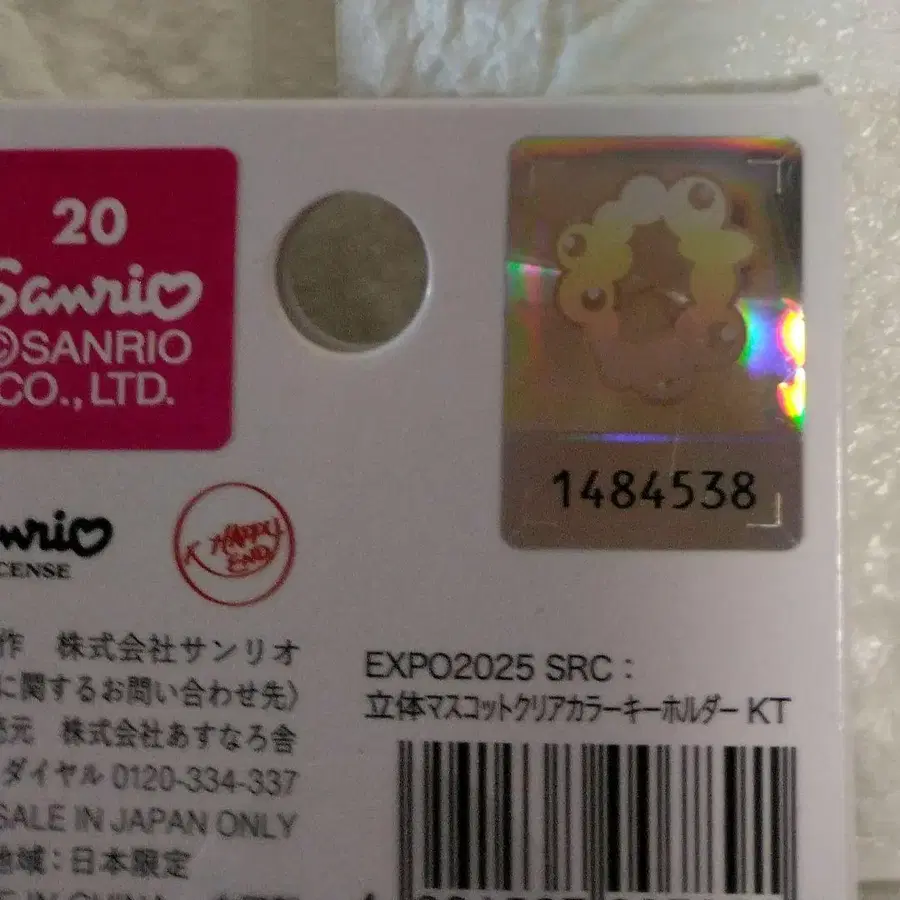 20
Sanrio
©SANRIO
CO., LTD.
1484538
nrio
CENSE
K HAPPY
END
作 株式会社サンリオ
に関するお問い合わせ先)
売元 株式会社あすなろ舎
ダイヤル 0120-334-337
SALE IN JAPAN ONLY
地域：日本限定
EXPO2025 SRC：
立体マスコットクリアカラーキーホルダー KT